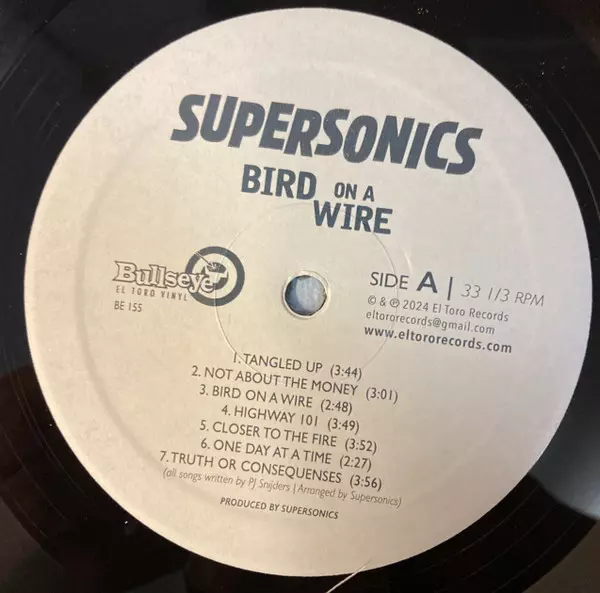 SUPERSONICS
BIRD ON A
WIRE
Bullseye
EL TORO VINYL
BE 155
SIDE A | 33 1/3 RPM
© & ℗ 2024 El Toro Records
eltororecords@gmail.com
www.eltororecords.com
1. TANGLED UP (3:44)
2. NOT ABOUT THE MONEY (3:01)
3. BIRD ON A WIRE (2:48)
4. HIGHWAY 101 (3:49)
5. CLOSER TO THE FIRE (3:52)
6. ONE DAY AT A TIME (2:27)
7. TRUTH OR CONSEQUENSES (3:56)
(all songs written by PJ Snijders | Arranged by Supersonics)
PRODUCED BY SUPERSONICS